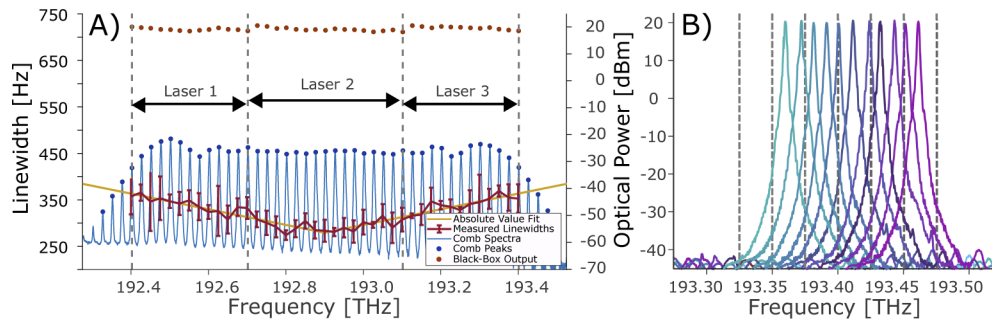 A)
Linewidth [Hz]
750
650
550
450
350
250
Laser 1
Laser 2
Laser 3
Absolute Value Fit
Measured Linewidths
Comb Spectra
Comb Peaks
Black-Box Output
192.4
192.6
192.8
193.0
193.2
193.4
Frequency [THz]
20
10
0
-10
-20
-30
-40
-50
-60
-70
Optical Power [dBm]
B)
20
10
0
-10
-20
-30
-40
193.30
193.35
193.40
193.45
193.50
Frequency [THz]